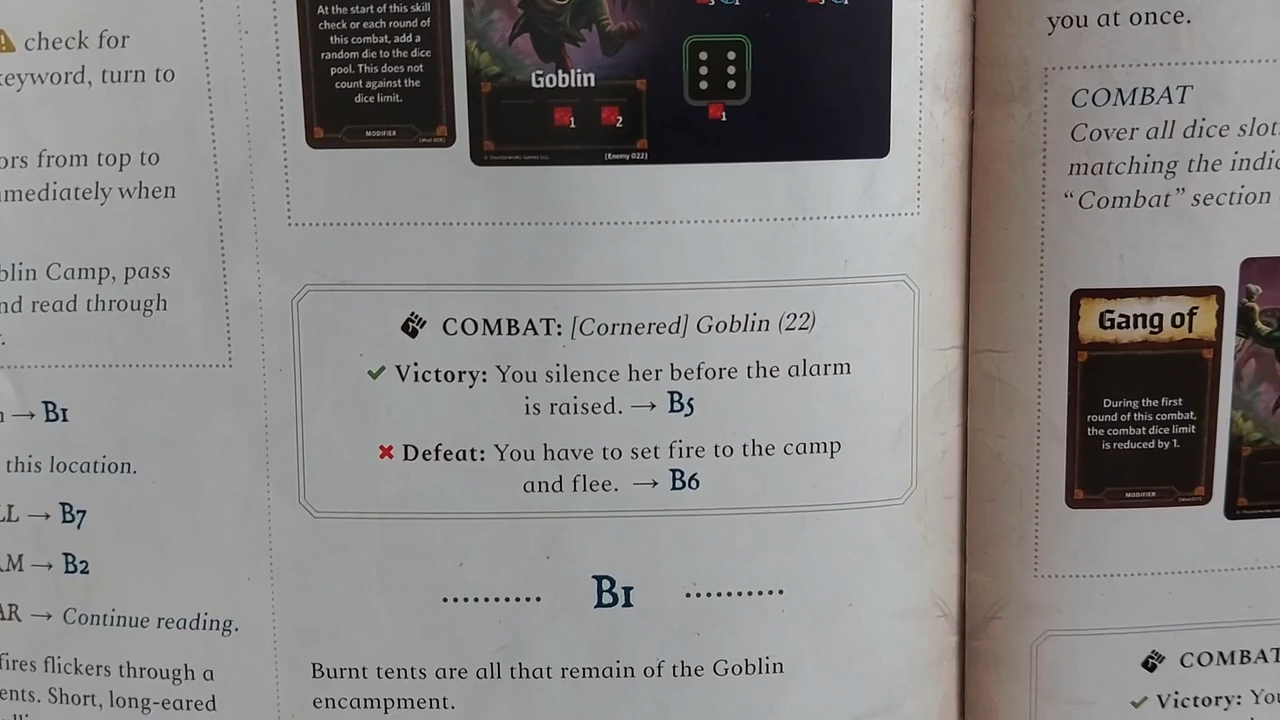 check for
keyword, turn to
ors from top to
mmediately when
blin Camp, pass
nd read through
→ B1
this location.
→ B7
→ B2
→ Continue reading.
fires flickers through a
ents. Short, long-eared
At the start of this skill
check or each round of
this combat, add a
random die to the dice
pool. This does not
count against the
dice limit.
MODIFIER
Goblin
1
2
1
[Enemy 022]
COMBAT: [Cornered] Goblin (22)
Victory: You silence her before the alarm
is raised. → B5
Defeat: You have to set fire to the camp
and flee. → B6
.......... B1 ..........
Burnt tents are all that remain of the Goblin
encampment.
you at once.
COMBAT
Cover all dice slot
matching the indic
“Combat” section
Gang of
During the first
round of this combat,
the combat dice limit
is reduced by 1.
MODIFIER
COMBAT
Victory: You